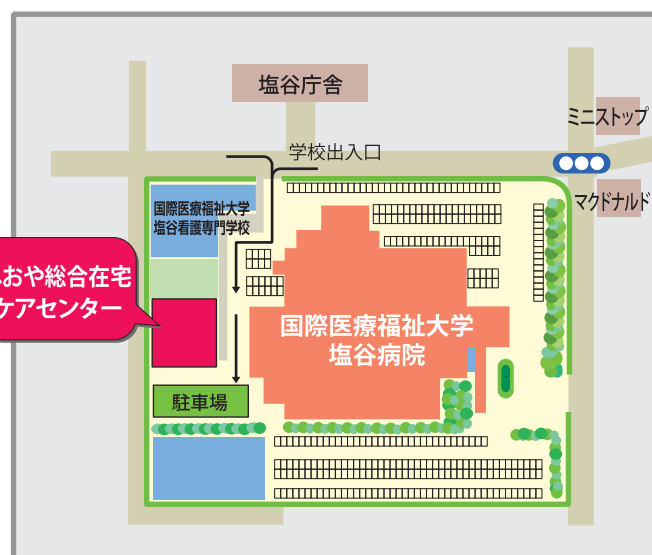 塩谷庁舎
ミニストップ
学校出入口
マクドナルド
国際医療福祉大学
塩谷看護専門学校
おや総合在宅
ケアセンター
国際医療福祉大学
塩谷病院
駐車場